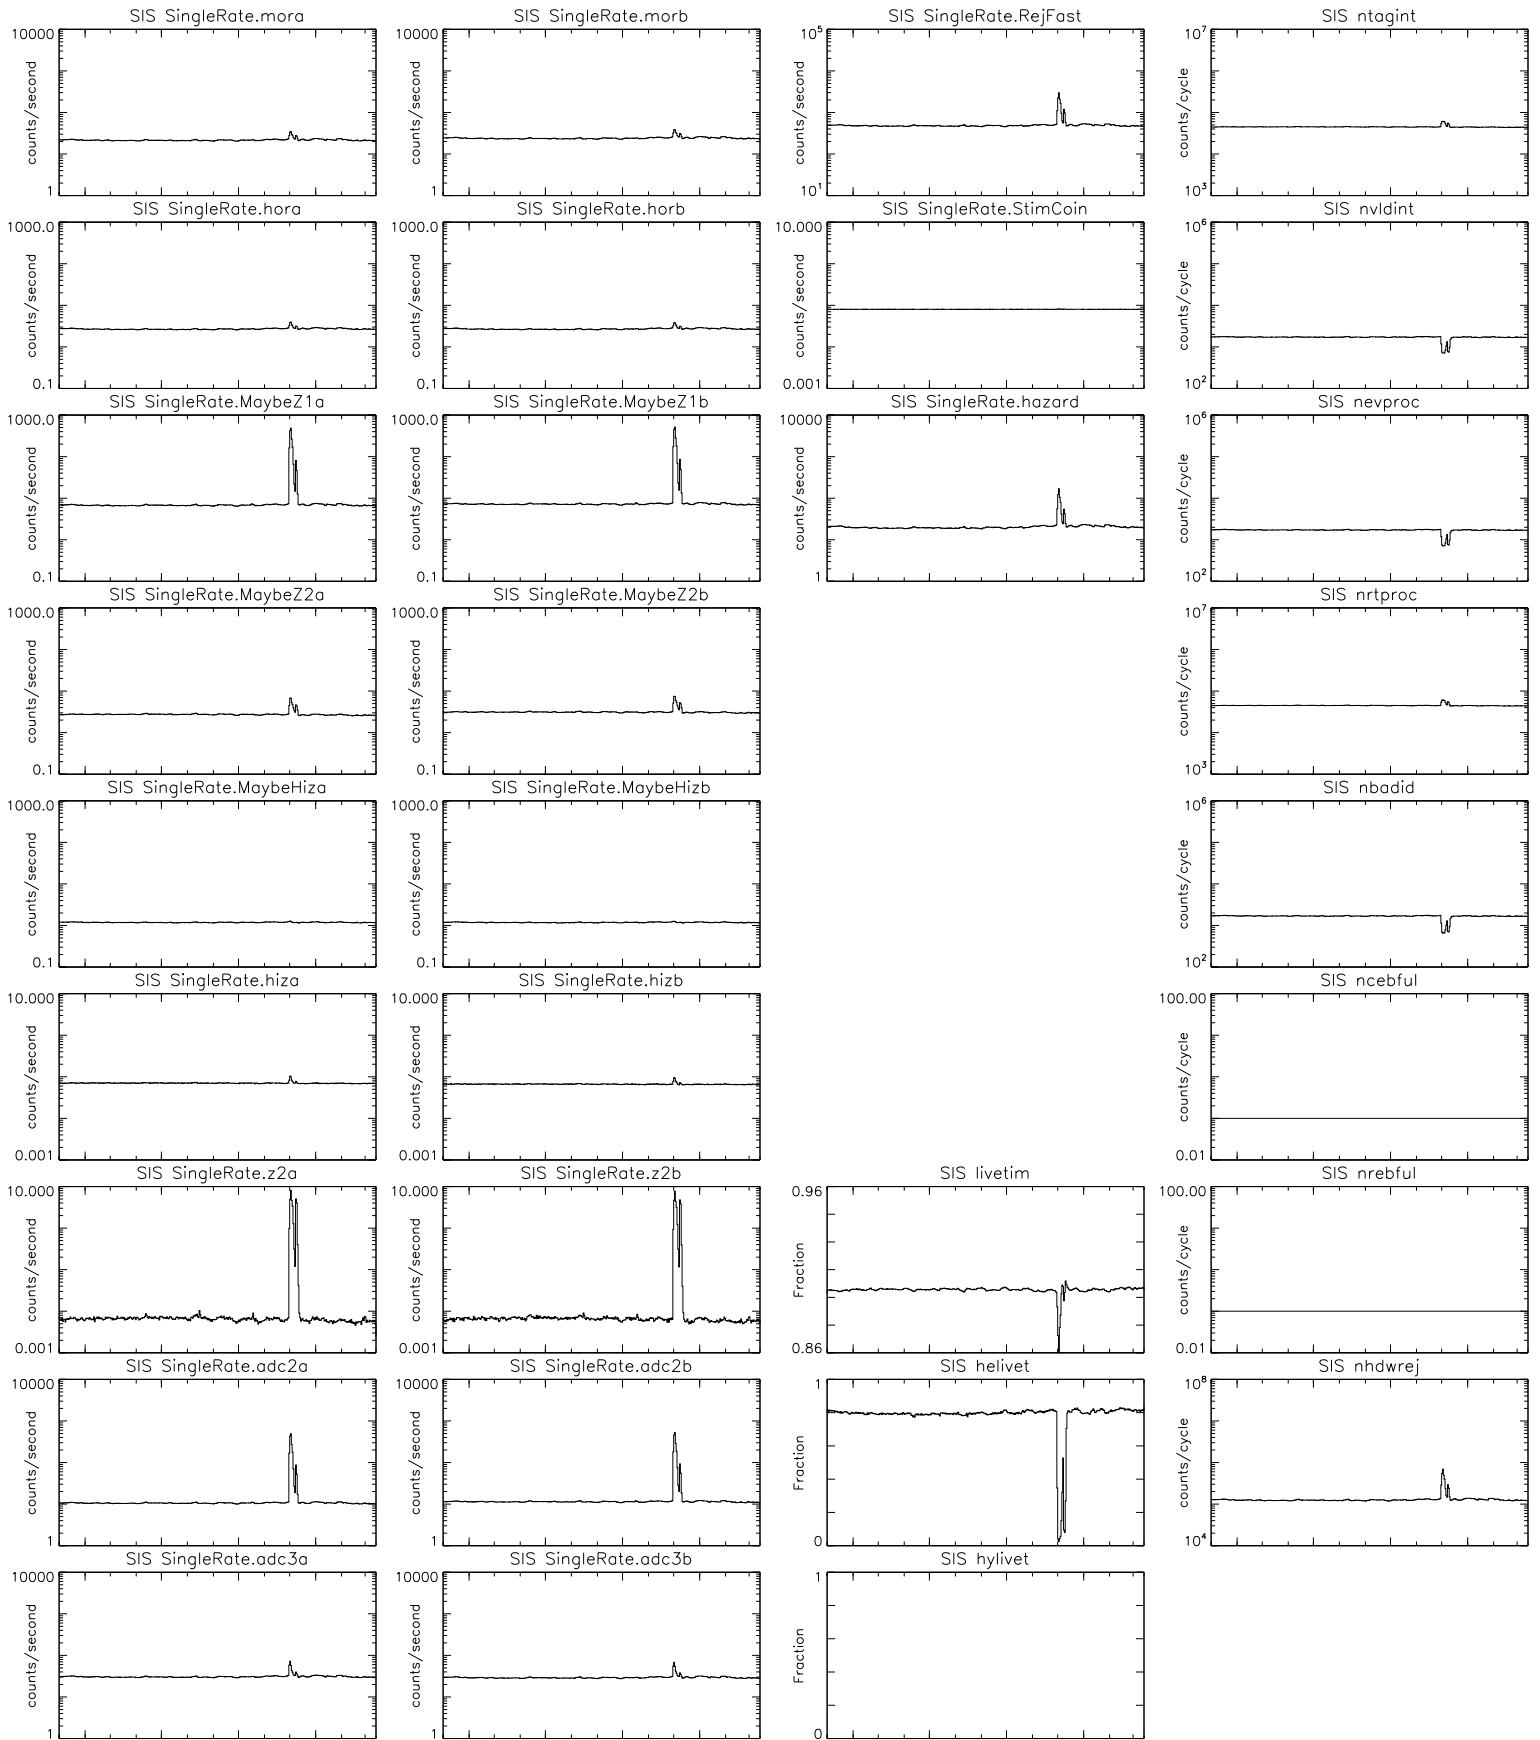 SIS SingleRate.mora
10000
counts/second
1
SIS SingleRate.morb
10000
counts/second
1
SIS SingleRate.RejFast
10^5
counts/second
10^1
SIS ntagint
10^7
counts/cycle
10^3
SIS SingleRate.hora
1000.0
counts/second
0.1
SIS SingleRate.horb
1000.0
counts/second
0.1
SIS SingleRate.StimCoin
10.000
counts/second
0.001
SIS nvldint
10^6
counts/cycle
10^2
SIS SingleRate.MaybeZ1a
1000.0
counts/second
0.1
SIS SingleRate.MaybeZ1b
1000.0
counts/second
0.1
SIS SingleRate.hazard
10000
counts/second
1
SIS nevproc
10^6
counts/cycle
10^2
SIS SingleRate.MaybeZ2a
1000.0
counts/second
0.1
SIS SingleRate.MaybeZ2b
1000.0
counts/second
0.1
SIS nrtproc
10^7
counts/cycle
10^3
SIS SingleRate.MaybeHiza
1000.0
counts/second
0.1
SIS SingleRate.MaybeHizb
1000.0
counts/second
0.1
SIS nbadid
10^6
counts/cycle
10^2
SIS SingleRate.hiza
10.000
counts/second
0.001
SIS SingleRate.hizb
10.000
counts/second
0.001
SIS ncebful
100.00
counts/cycle
0.01
SIS SingleRate.z2a
10.000
counts/second
0.001
SIS SingleRate.z2b
10.000
counts/second
0.001
SIS livetim
0.96
Fraction
0.86
SIS nrebful
100.00
counts/cycle
0.01
SIS SingleRate.adc2a
10000
counts/second
1
SIS SingleRate.adc2b
10000
counts/second
1
SIS helivet
1
Fraction
0
SIS nhdwrej
10^8
counts/cycle
10^4
SIS SingleRate.adc3a
10000
counts/second
1
SIS SingleRate.adc3b
10000
counts/second
1
SIS hylivet
1
Fraction
0